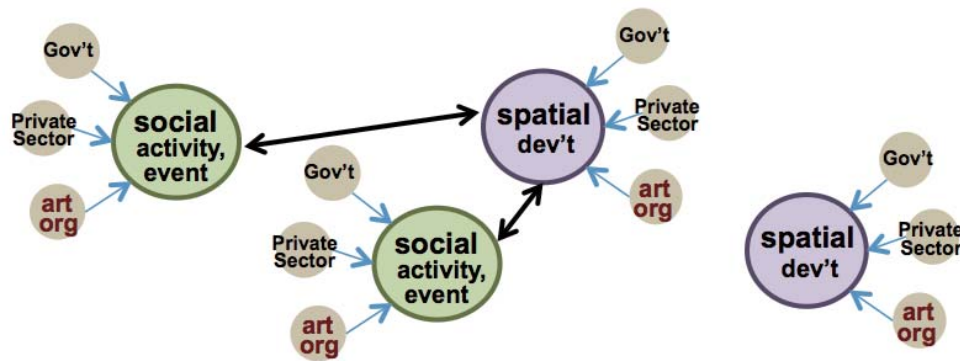 Gov't
Private
Sector
art
org
social
activity,
event
Gov't
Private
Sector
art
org
social
activity,
event
spatial
dev't
Gov't
Private
Sector
art
org
spatial
dev't
Gov't
Private
Sector
art
org